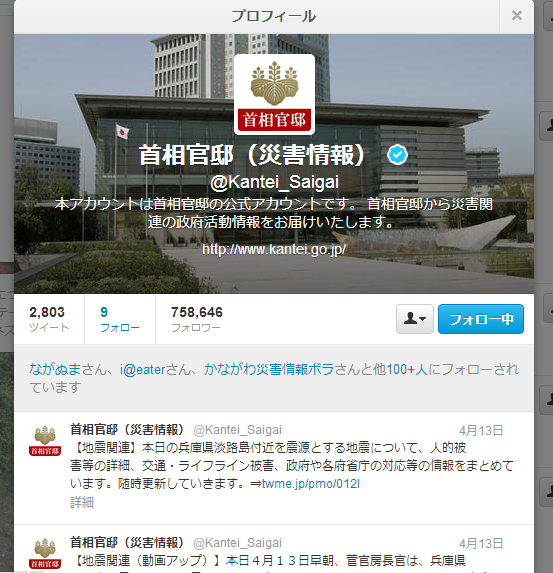 プロフィール
首相官邸
首相官邸（災害情報）
@Kantei_Saigai
本アカウントは首相官邸の公式アカウントです。 首相官邸から災害関
連の政府活動情報をお届けいたします。
http://www.kantei.go.jp/
2,803
ツイート
9
フォロー
758,646
フォロワー
フォロー中
ながぬまさん、i@eaterさん、かながわ災害情報ボラさんと他100+人にフォローされ
ています
首相官邸（災害情報） @Kantei_Saigai 4月13日
首相官邸
【地震関連】本日の兵庫県淡路島付近を震源とする地震について、人的被
害等の詳細、交通・ライフライン被害、政府や各府省庁の対応等の情報をまとめて
います。随時更新していきます。⇒twme.jp/pmo/012I
詳細
首相官邸（災害情報） @Kantei_Saigai 4月13日
首相官邸
【地震関連（動画アップ）】本日４月１３日早朝、菅官房長官は、兵庫県